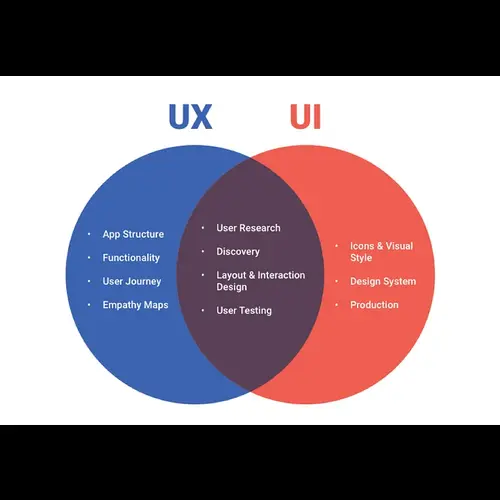 UX
UI
• App Structure
• Functionality
• User Journey
• Empathy Maps
• User Research
• Discovery
• Layout & Interaction
Design
• User Testing
• Icons & Visual
Style
• Design System
• Production